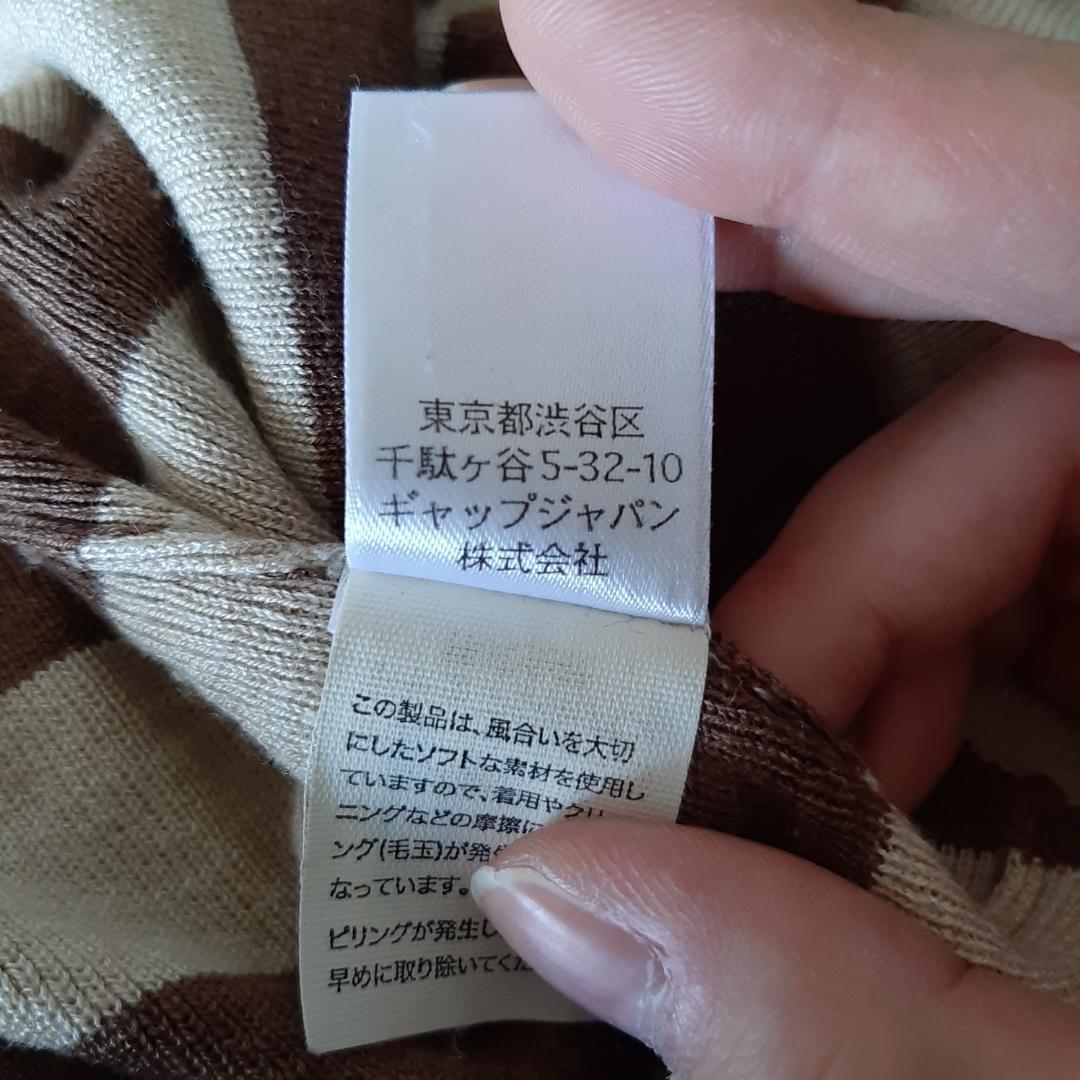 東京都渋谷区
千駄ヶ谷5-32-10
ギャップジャパン
株式会社
この製品は、風合いを大切
にしたソフトな素材を使用し
ていますので、着用やクリ
ニングなどの摩擦に
ング(毛玉)が発
なっています。
ピリングが発生し
早めに取り除いてくだ